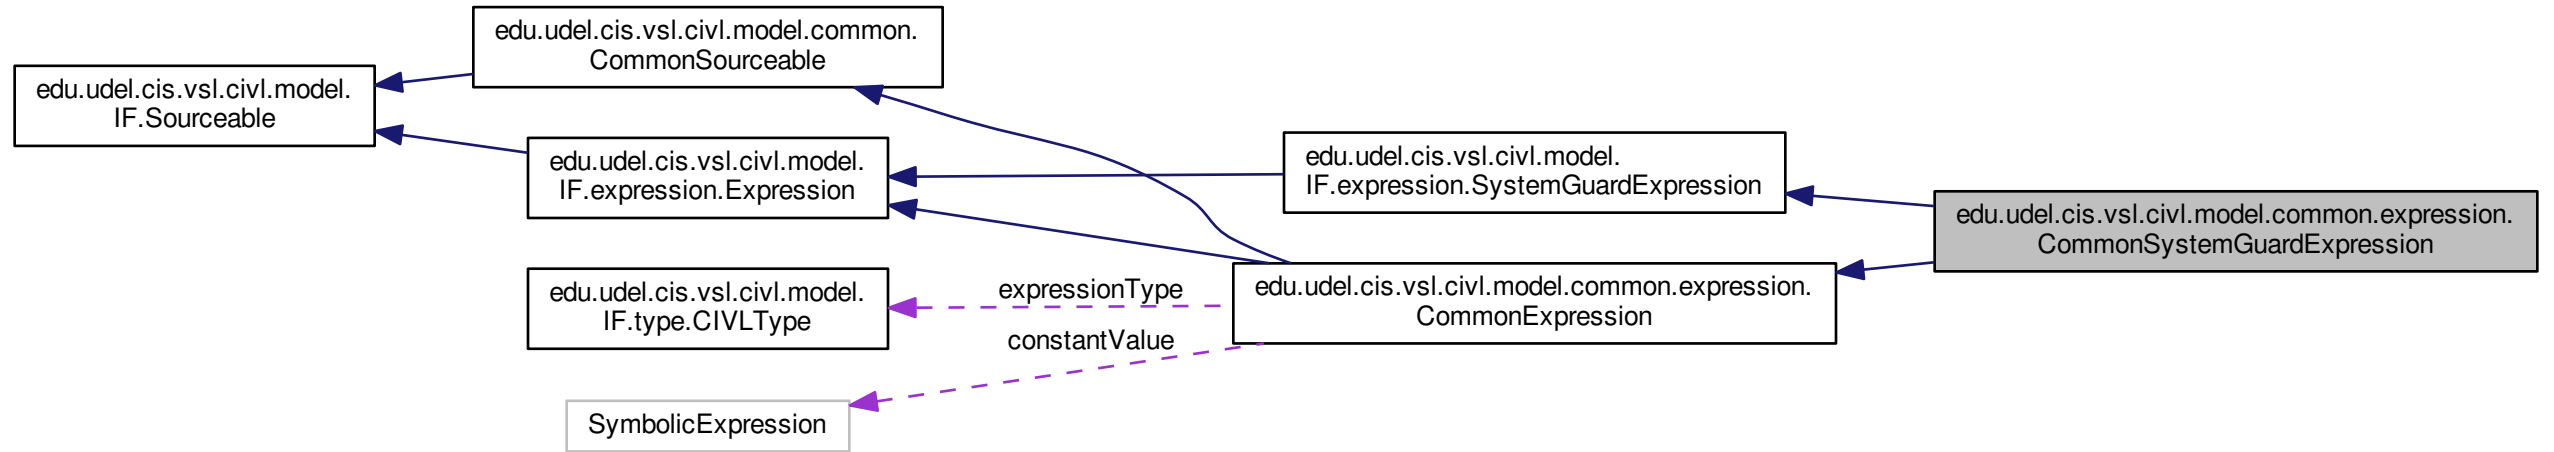 edu.udel.cis.vsl.civl.model.
IF.Sourceable
edu.udel.cis.vsl.civl.model.common.
CommonSourceable
edu.udel.cis.vsl.civl.model.
IF.expression.Expression
edu.udel.cis.vsl.civl.model.
IF.type.CIVLType
SymbolicExpression
expressionType
constantValue
edu.udel.cis.vsl.civl.model.
IF.expression.SystemGuardExpression
edu.udel.cis.vsl.civl.model.common.expression.
CommonExpression
edu.udel.cis.vsl.civl.model.common.expression.
CommonSystemGuardExpression